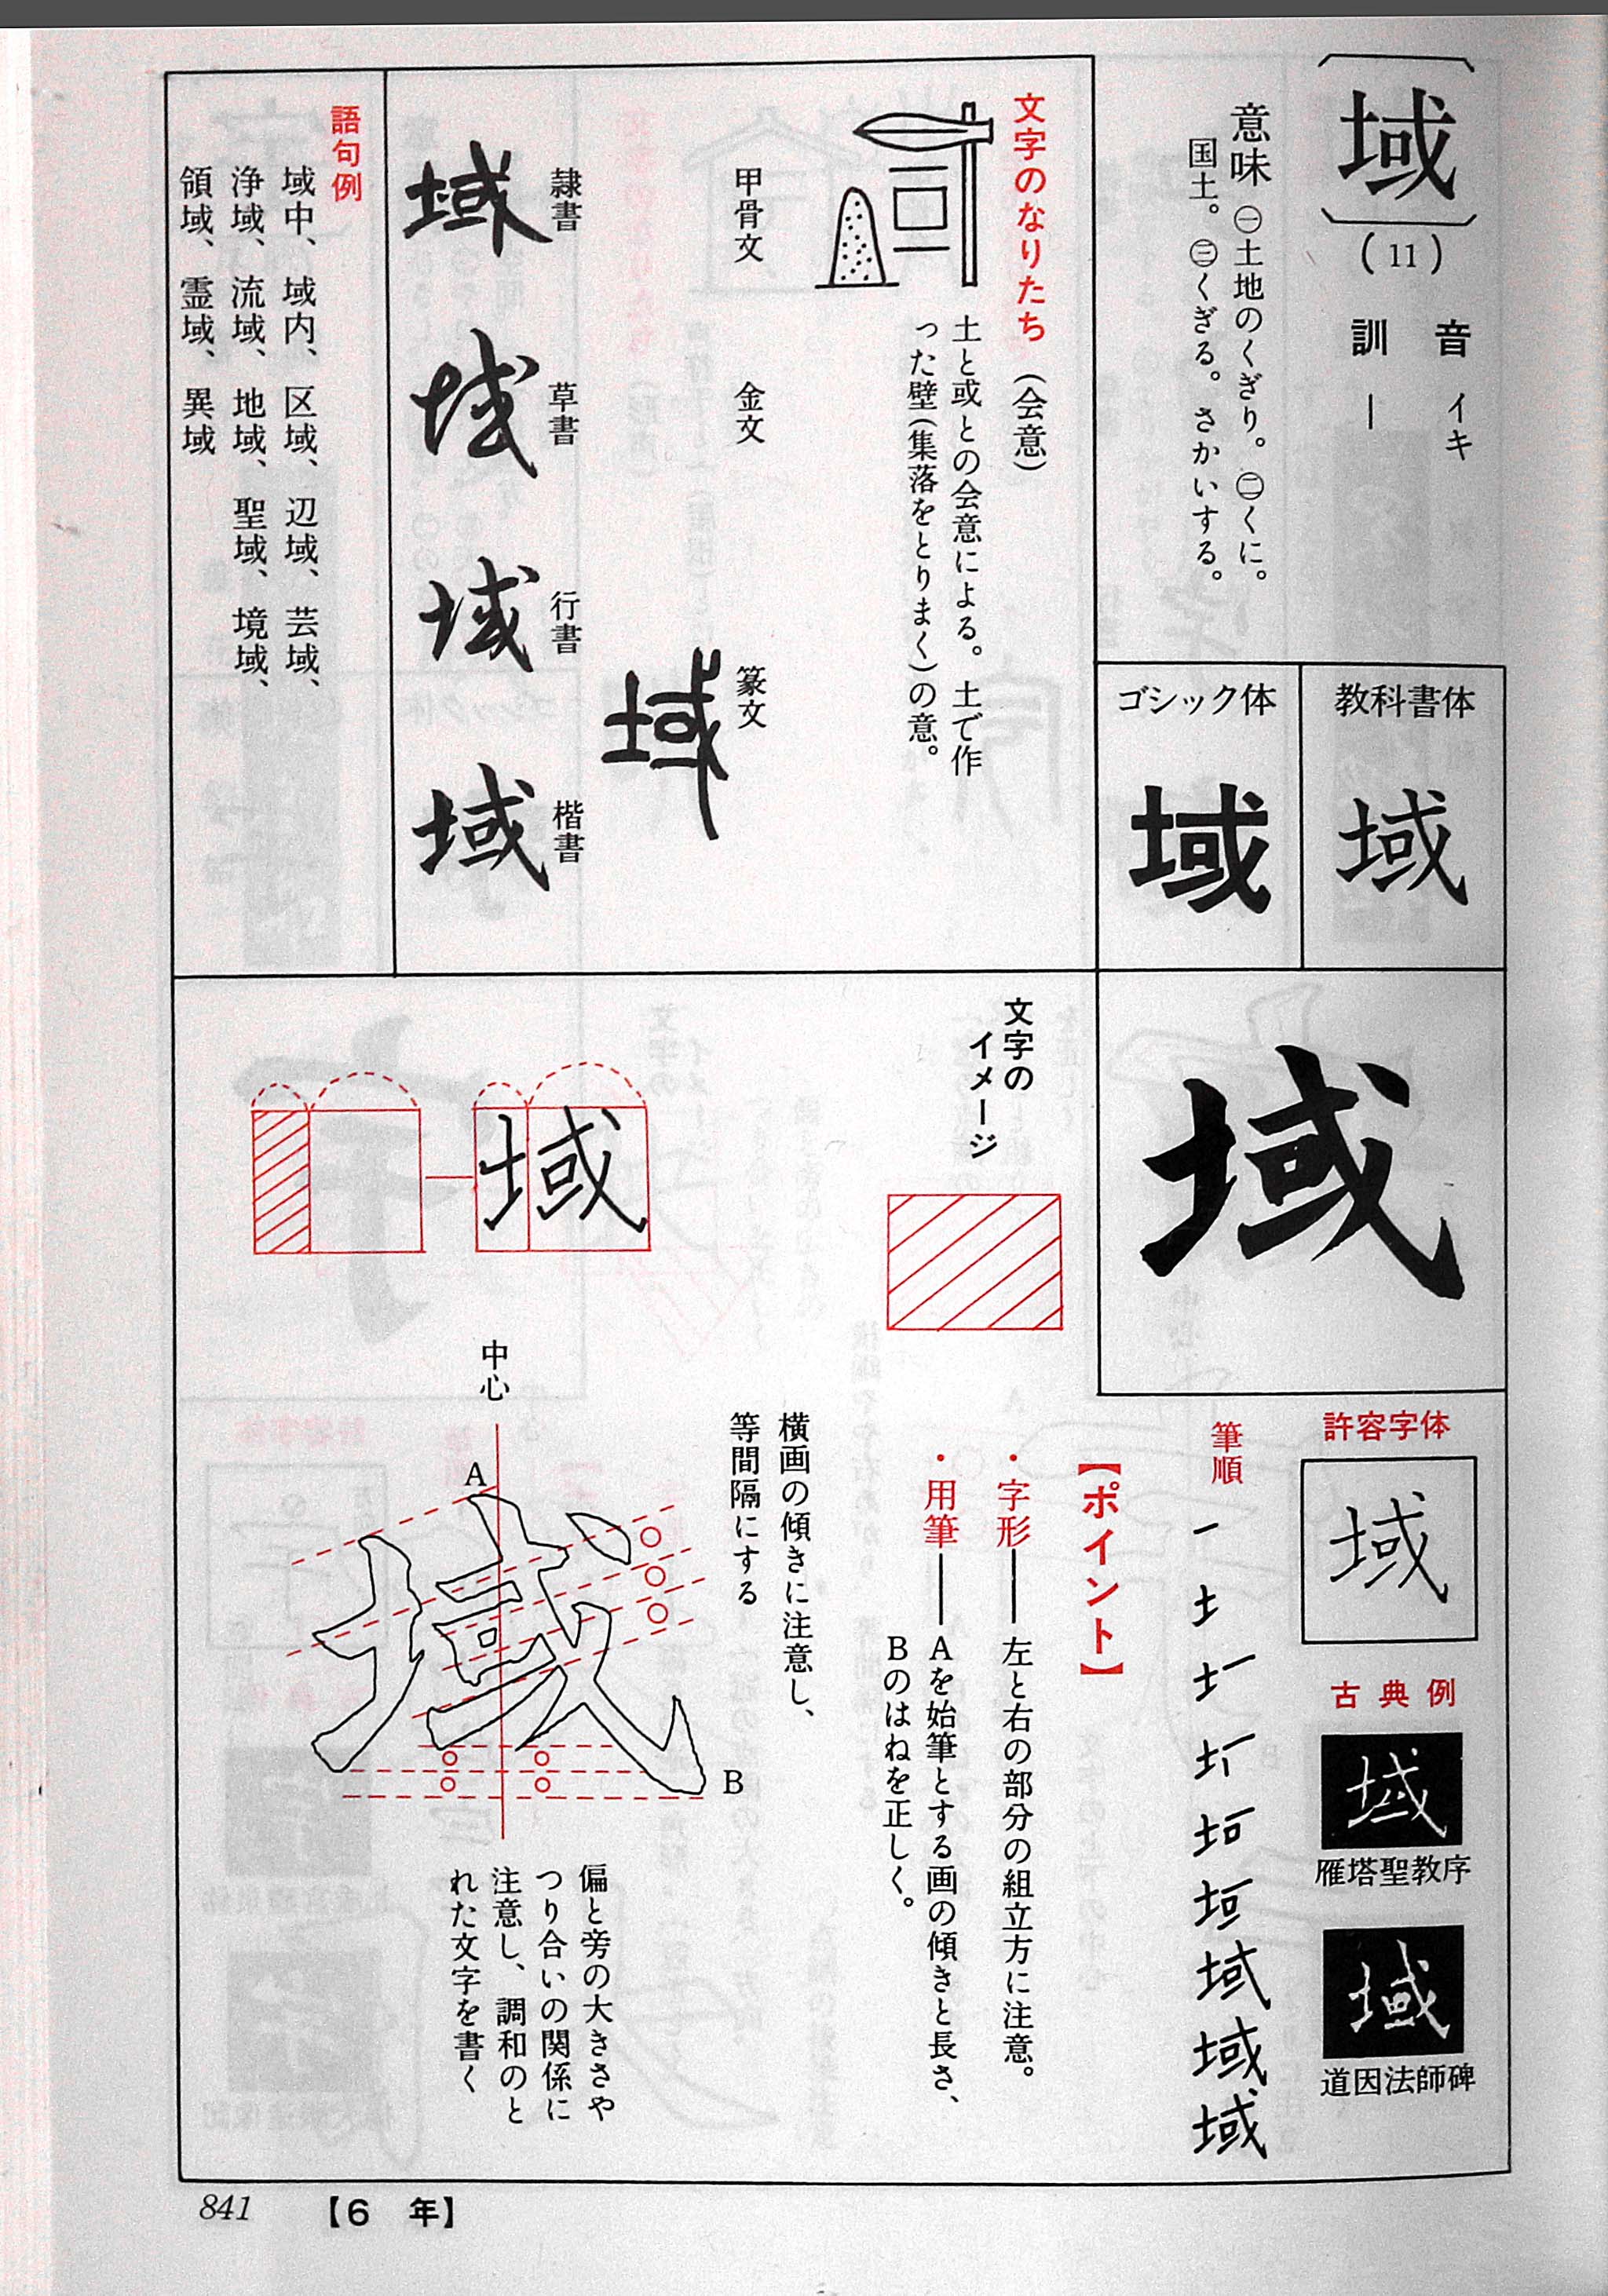 域
(11)
音 イキ
訓 —
意味 ㊀土地のくぎり。㊁くに。
国土。㊂くぎる。さかいする。
教科書体
域
ゴシック体
域
文字のなりたち (会意)
土と或との会意による。土で作
った壁(集落をとりまく)の意。
甲骨文
金文
篆文
域
隷書
域
草書
域
行書
域
楷書
域
語句例
域中、域内、区域、辺域、芸域、
浄域、流域、地域、聖域、境域、
領域、霊域、異域
域
文字の
イメージ
域
許容字体
域
古典例
域
雁塔聖教序
域
道因法師碑
筆順
域
【ポイント】
・字形——左と右の部分の組立方に注意。
・用筆——Aを始筆とする画の傾きと長さ、
Bのはねを正しく。
横画の傾きに注意し、
等間隔にする
中心
A
域
B
偏と旁の大きさや
つり合いの関係に
注意し、調和のと
れた文字を書く
841 【6 年】